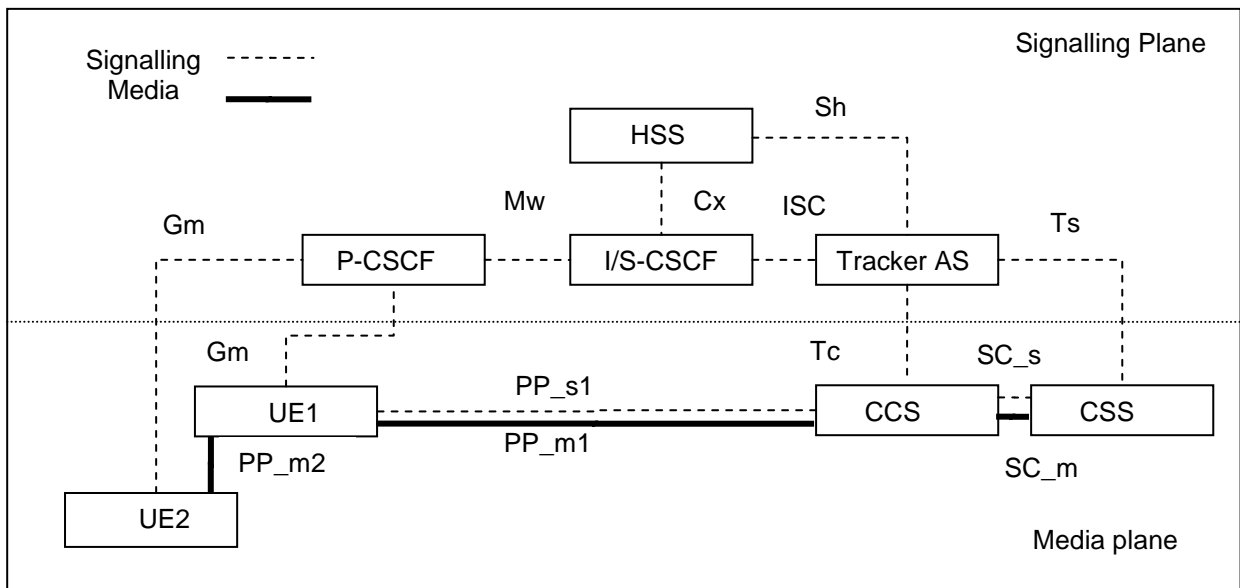 Signalling Plane
Signalling
Media
Sh
HSS
Mw
Cx
ISC
Gm
Ts
P-CSCF
I/S-CSCF
Tracker AS
Gm
Tc
SC_s
PP_s1
UE1
CCS
CSS
PP_m1
PP_m2
SC_m
UE2
Media plane